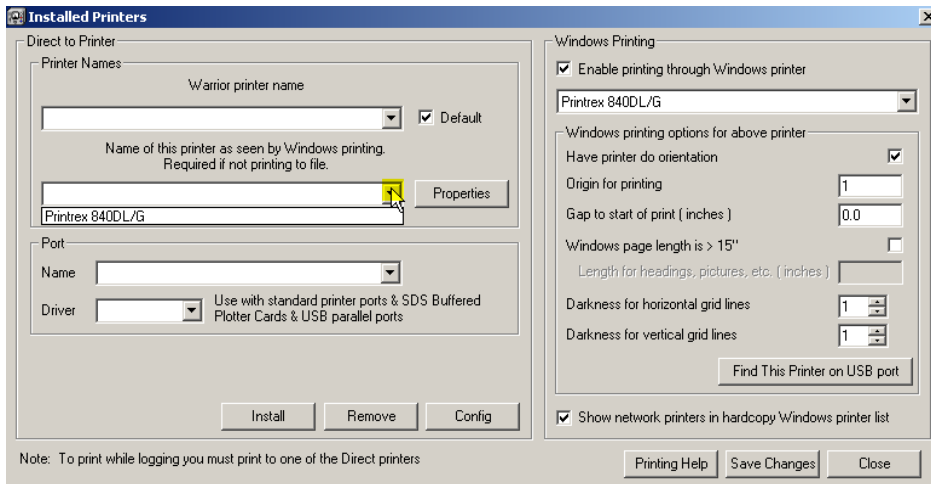 Installed Printers
Direct to Printer
Printer Names
Warrior printer name
Default
Name of this printer as seen by Windows printing.
Required if not printing to file.
Properties
Printrex 840DL/G
Port
Name
Driver
Use with standard printer ports & SDS Buffered
Plotter Cards & USB parallel ports
Install
Remove
Config
Note: To print while logging you must print to one of the Direct printers
Windows Printing
Enable printing through Windows printer
Printrex 840DL/G
Windows printing options for above printer
Have printer do orientation
Origin for printing
1
Gap to start of print ( inches )
0.0
Windows page length is > 15"
Length for headings, pictures, etc. ( inches )
Darkness for horizontal grid lines
1
Darkness for vertical grid lines
1
Find This Printer on USB port
Show network printers in hardcopy Windows printer list
Printing Help
Save Changes
Close